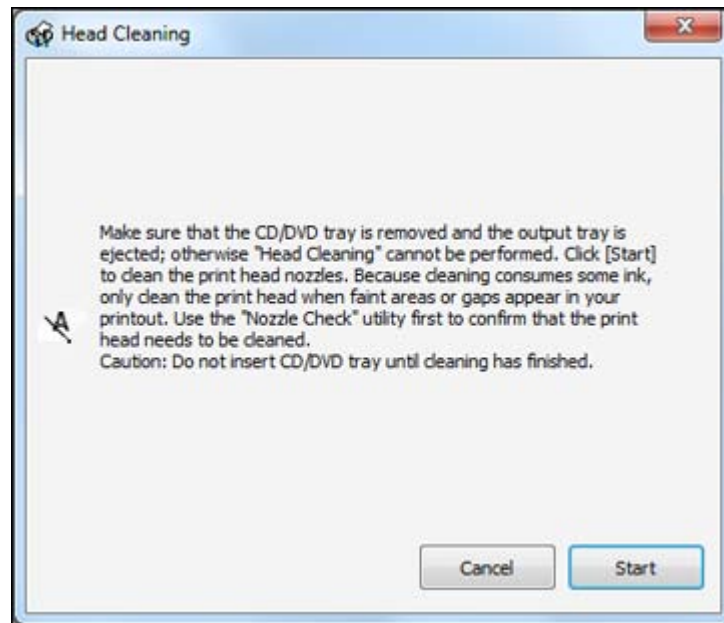 Head Cleaning
Make sure that the CD/DVD tray is removed and the output tray is
ejected; otherwise "Head Cleaning" cannot be performed. Click [Start]
to clean the print head nozzles. Because cleaning consumes some ink,
only clean the print head when faint areas or gaps appear in your
printout. Use the "Nozzle Check" utility first to confirm that the print
head needs to be cleaned.
Caution: Do not insert CD/DVD tray until cleaning has finished.
Cancel
Start